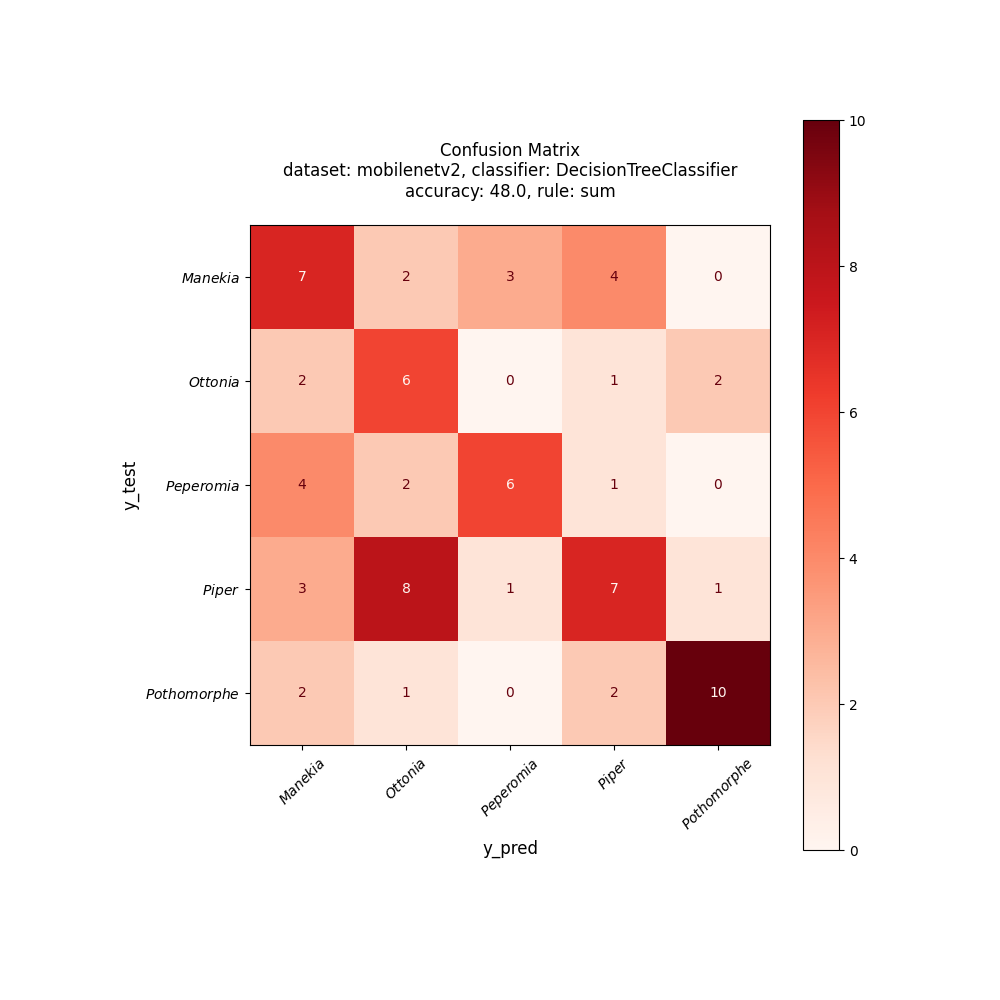 Confusion Matrix
dataset: mobilenetv2, classifier: DecisionTreeClassifier
accuracy: 48.0, rule: sum
Manekia 7 2 3 4 0
Ottonia 2 6 0 1 2
Peperomia 4 2 6 1 0
Piper 3 8 1 7 1
Pothomorphe 2 1 0 2 10
Manekia Ottonia Peperomia Piper Pothomorphe
y_test
y_pred
10
8
6
4
2
0